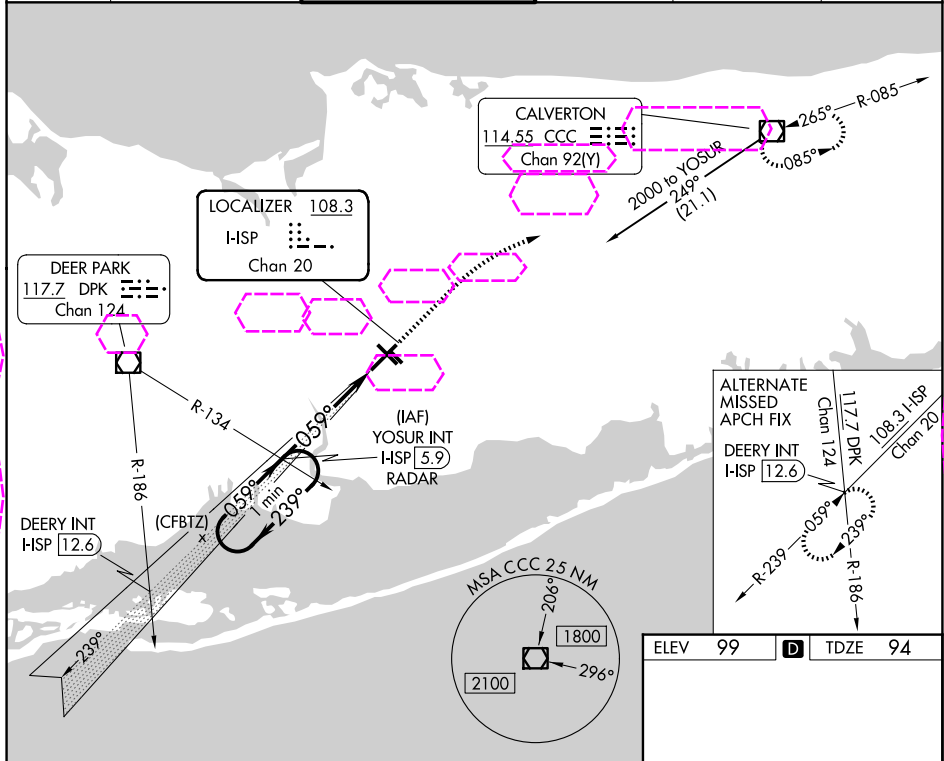 CALVERTON
114.55 CCC
Chan 92(Y)
R-085
265°
085°
2000 to YOSUR
249°
(21.1)
LOCALIZER 108.3
I-ISP
Chan 20
DEER PARK
117.7 DPK
Chan 124
R-134
R-186
059°
(IAF)
YOSUR INT
I-ISP 5.9
RADAR
059°
1 min
239°
(CFBTZ)
x
DEERY INT
I-ISP 12.6
239°
MSA CCC 25 NM
206°
1800
296°
2100
ALTERNATE
MISSED
APCH FIX
117.7 DPK
Chan 124
108.3 I-ISP
Chan 20
DEERY INT
I-ISP 12.6
059°
239°
R-239
R-186
ELEV 99 D TDZE 94